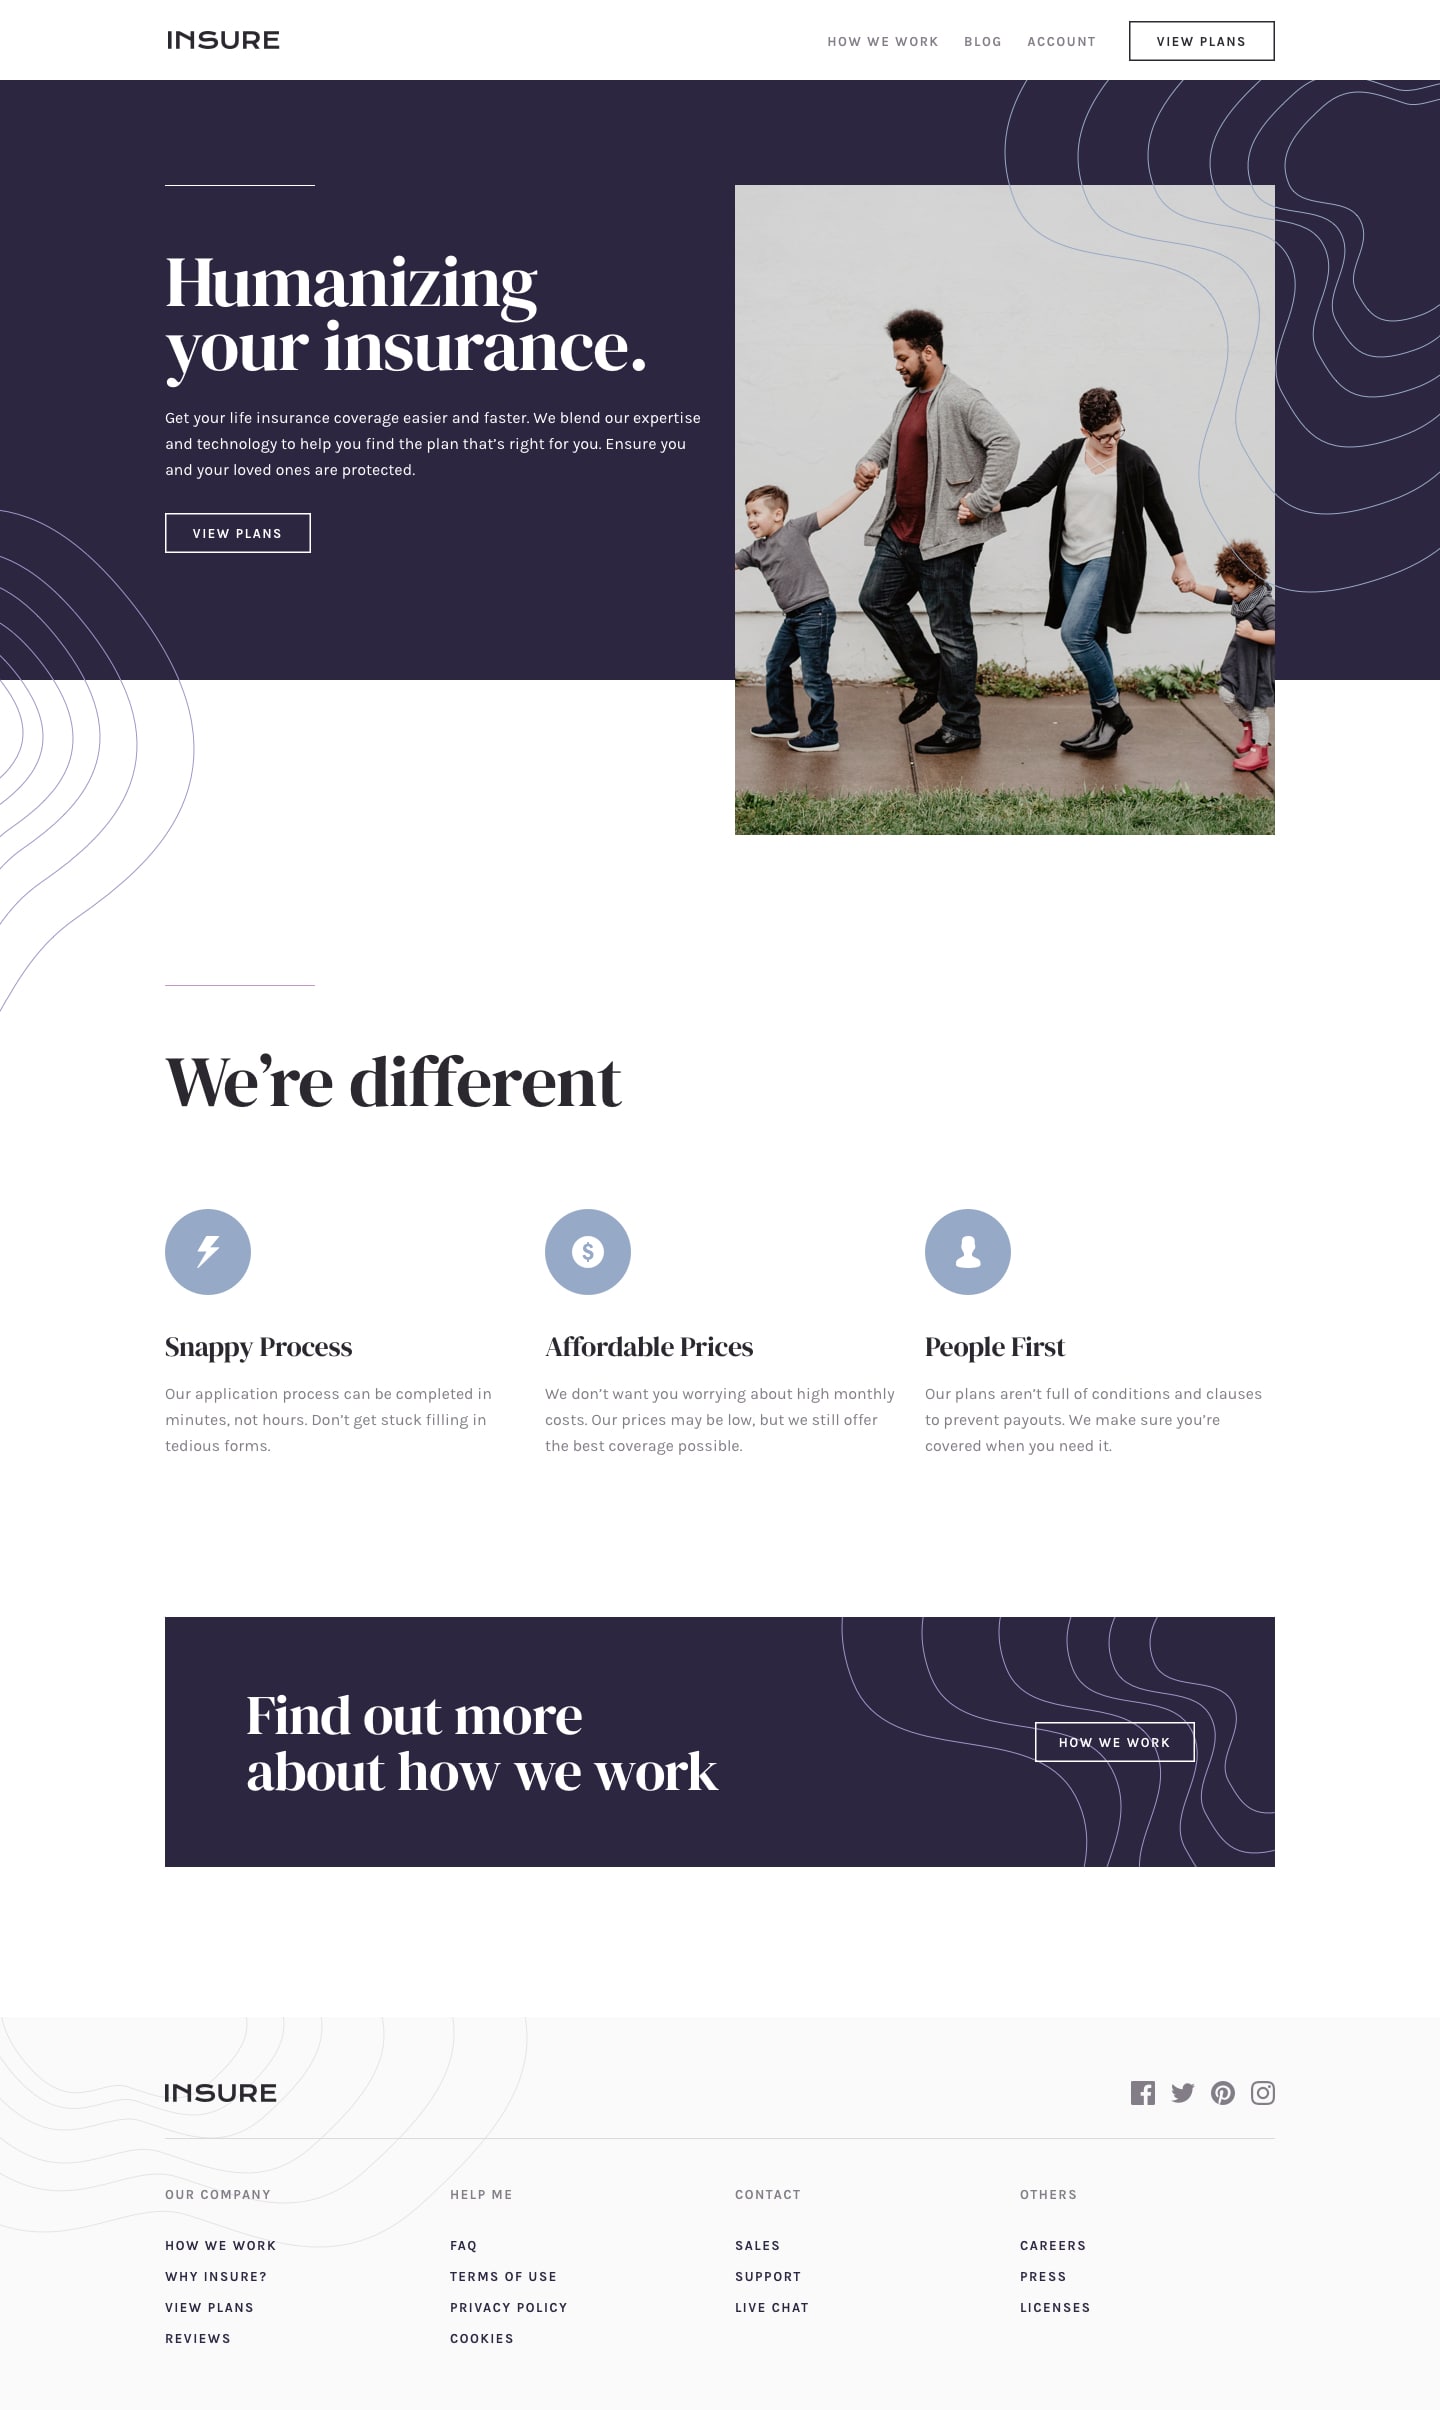 INSURE
HOW WE WORK
BLOG
ACCOUNT
VIEW PLANS
Humanizing
your insurance.
Get your life insurance coverage easier and faster. We blend our expertise
and technology to help you find the plan that’s right for you. Ensure you
and your loved ones are protected.
VIEW PLANS
We’re different
Snappy Process
Our application process can be completed in
minutes, not hours. Don’t get stuck filling in
tedious forms.
Affordable Prices
We don’t want you worrying about high monthly
costs. Our prices may be low, but we still offer
the best coverage possible.
People First
Our plans aren’t full of conditions and clauses
to prevent payouts. We make sure you’re
covered when you need it.
Find out more
about how we work
HOW WE WORK
INSURE
OUR COMPANY
HOW WE WORK
WHY INSURE?
VIEW PLANS
REVIEWS
HELP ME
FAQ
TERMS OF USE
PRIVACY POLICY
COOKIES
CONTACT
SALES
SUPPORT
LIVE CHAT
OTHERS
CAREERS
PRESS
LICENSES